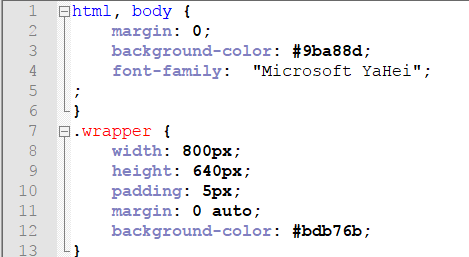 1 html, body {
2     margin: 0;
3     background-color: #9ba88d;
4     font-family:  "Microsoft YaHei";
5 ;
6 }
7 .wrapper {
8     width: 800px;
9     height: 640px;
10     padding: 5px;
11     margin: 0 auto;
12     background-color: #bdb76b;
13 }